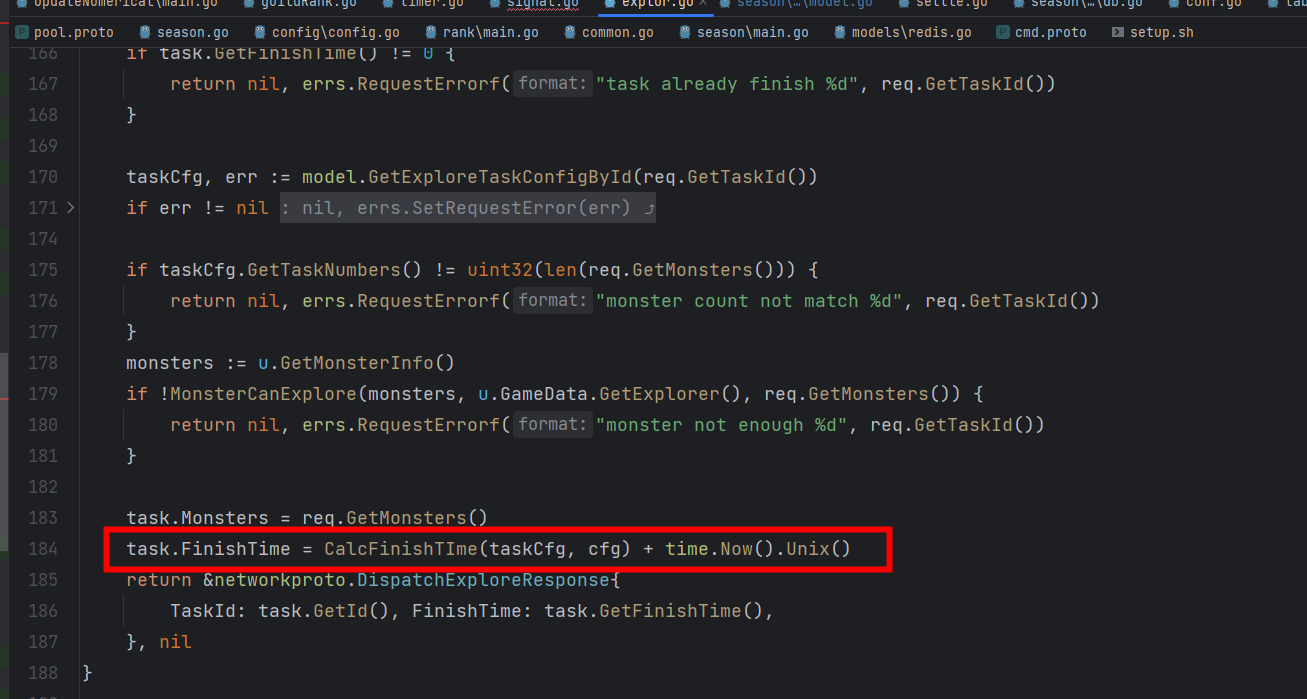 updateNumerical\main.go guildRank.go timer.go signal.go explor.go × season\…\model.go settle.go season\…\db.go conf.go
pool.proto season.go config\config.go rank\main.go common.go season\main.go models\redis.go cmd.proto setup.sh
166 if task.GetFinishTime() != 0 {
167 return nil, errs.RequestErrorf( format: "task already finish %d", req.GetTaskId())
168 }
169
170 taskCfg, err := model.GetExploreTaskConfigById(req.GetTaskId())
171 if err != nil : nil, errs.SetRequestError(err)
174
175 if taskCfg.GetTaskNumbers() != uint32(len(req.GetMonsters())) {
176 return nil, errs.RequestErrorf( format: "monster count not match %d", req.GetTaskId())
177 }
178 monsters := u.GetMonsterInfo()
179 if !MonsterCanExplore(monsters, u.GameData.GetExplorer(), req.GetMonsters()) {
180 return nil, errs.RequestErrorf( format: "monster not enough %d", req.GetTaskId())
181 }
182
183 task.Monsters = req.GetMonsters()
184 task.FinishTime = CalcFinishTIme(taskCfg, cfg) + time.Now().Unix()
185 return &networkproto.DispatchExploreResponse{
186 TaskId: task.GetId(), FinishTime: task.GetFinishTime(),
187 }, nil
188 }